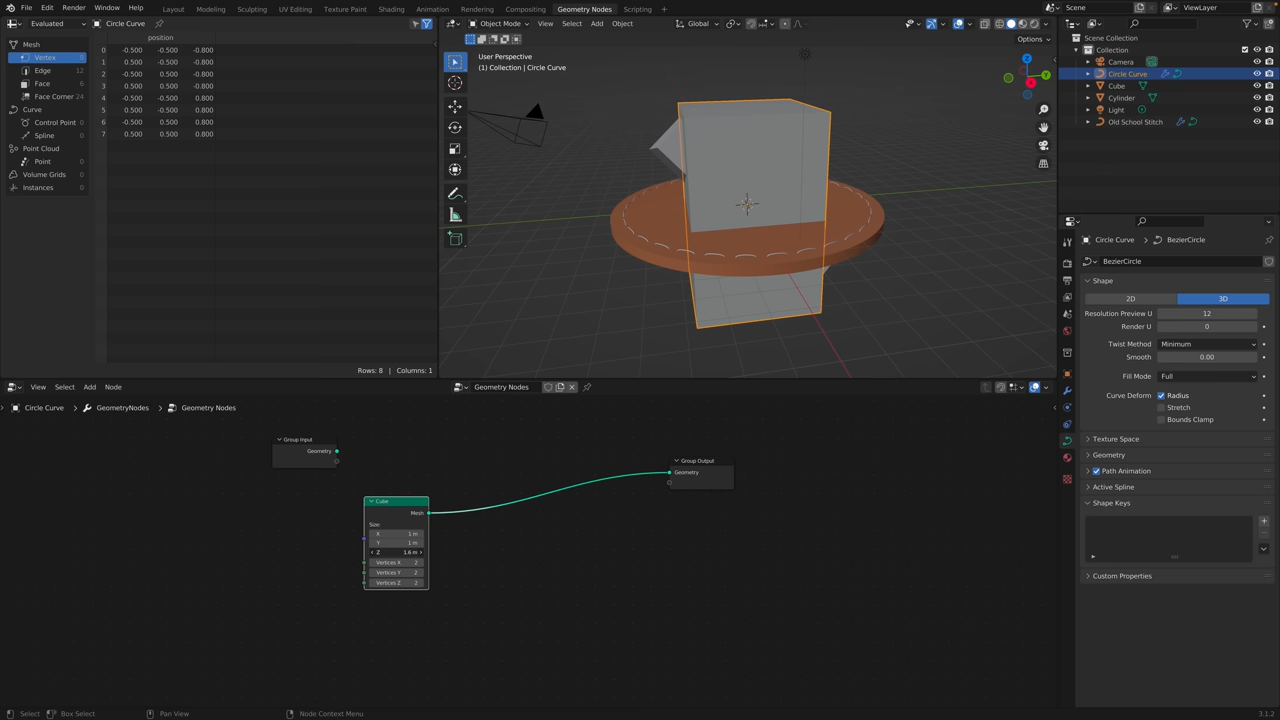 File Edit Render Window Help Layout Modeling Sculpting UV Editing Texture Paint Shading Animation Rendering Compositing Geometry Nodes Scripting Scene ViewLayer
Evaluated Circle Curve
Object Mode View Select Add Object Global
Options
Mesh
Vertex 8
Edge 12
Face 6
Face Corner 24
Curve
Control Point 0
Spline 0
Point Cloud
Point 0
Volume Grids 0
Instances 0
position
0 -0.500 -0.500 -0.800
1 0.500 -0.500 -0.800
2 -0.500 0.500 -0.800
3 0.500 0.500 -0.800
4 -0.500 -0.500 0.800
5 0.500 -0.500 0.800
6 -0.500 0.500 0.800
7 0.500 0.500 0.800
Rows: 8 | Columns: 1
User Perspective
(1) Collection | Circle Curve
Z
Y
X
Scene Collection
Collection
Camera
Circle Curve
Cube
Cylinder
Light
Old School Stitch
Circle Curve BezierCircle
BezierCircle
Shape
2D 3D
Resolution Preview U 12
Render U 0
Twist Method Minimum
Smooth 0.00
Fill Mode Full
Curve Deform Radius
Stretch
Bounds Clamp
Texture Space
Geometry
Path Animation
Active Spline
Shape Keys
Custom Properties
View Select Add Node Geometry Nodes
Circle Curve GeometryNodes Geometry Nodes
Group Input
Geometry
Group Output
Geometry
Cube
Mesh
Size:
X 1 m
Y 1 m
Z 1.6 m
Vertices X 2
Vertices Y 2
Vertices Z 2
Select Box Select Pan View Node Context Menu 3.1.2